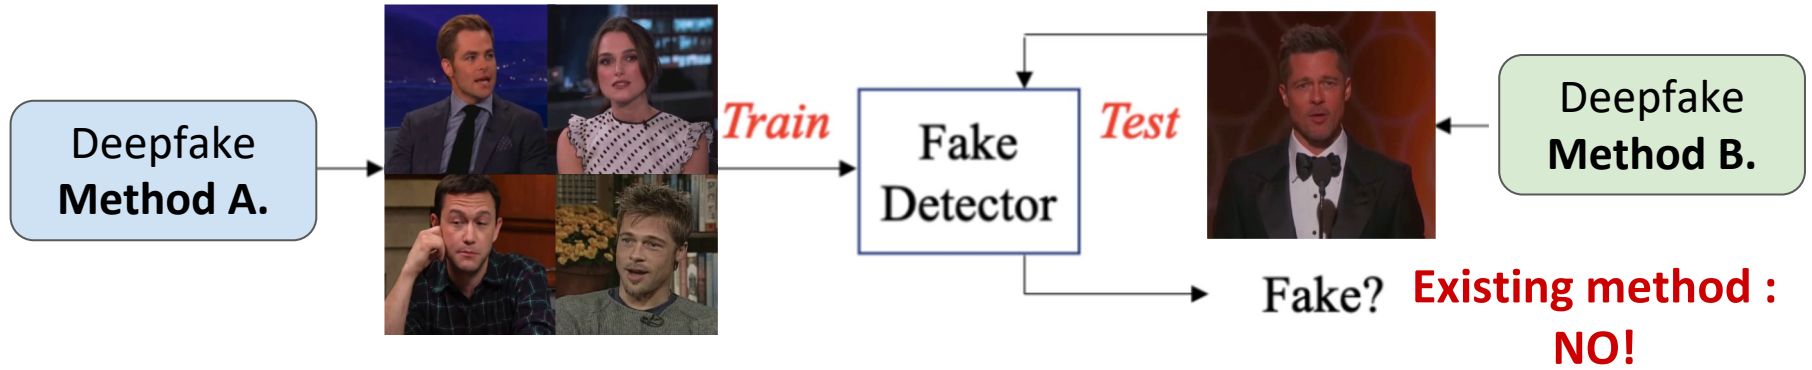 Deepfake
Method A.
Train
Fake
Detector
Test
Deepfake
Method B.
Fake?
Existing method :
NO!